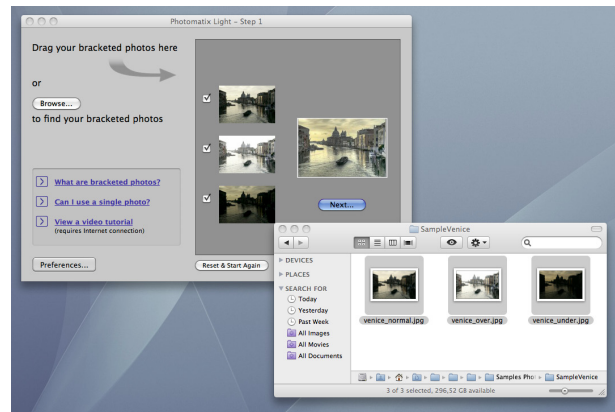 Photomatix Light – Step 1
Drag your bracketed photos here
or
Browse...
to find your bracketed photos
What are bracketed photos?
Can I use a single photo?
View a video tutorial
(requires Internet connection)
Preferences...
Next...
Reset & Start Again
SampleVenice
DEVICES
PLACES
SEARCH FOR
Today
Yesterday
Past Week
All Images
All Movies
All Documents
venice_normal.jpg
venice_over.jpg
venice_under.jpg
Samples Pho
SampleVenice
3 of 3 selected, 296,52 GB available